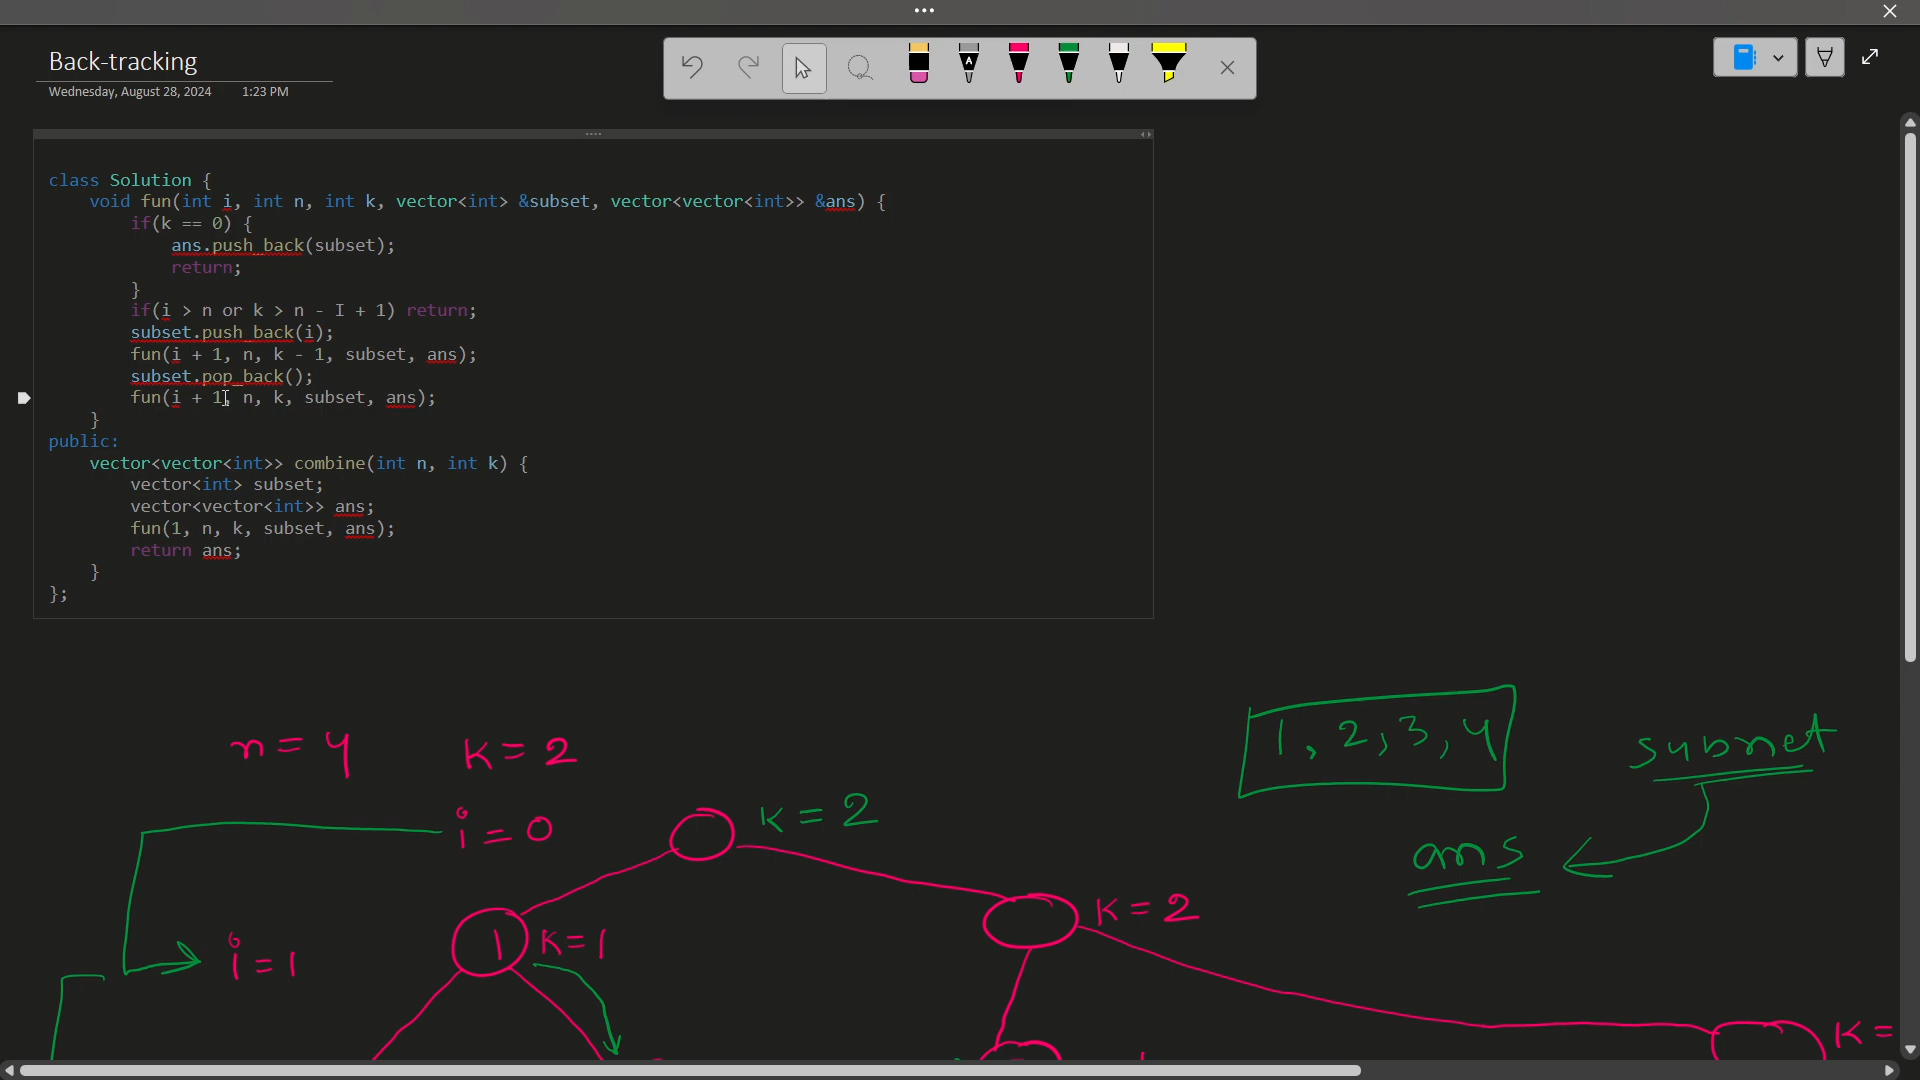 Back-tracking
Wednesday, August 28, 2024 1:23 PM
A
class Solution {
void fun(int i, int n, int k, vector<int> &subset, vector<vector<int>> &ans) {
if(k == 0) {
ans.push_back(subset);
return;
}
if(i > n or k > n - I + 1) return;
subset.push_back(i);
fun(i + 1, n, k - 1, subset, ans);
subset.pop_back();
fun(i + 1, n, k, subset, ans);
}
public:
vector<vector<int>> combine(int n, int k) {
vector<int> subset;
vector<vector<int>> ans;
fun(1, n, k, subset, ans);
return ans;
}
};
n = 4 K = 2
1, 2, 3, 4
subnet
i = 0
K = 2
ans
K = 2
1 K = 1
i = 1
K =